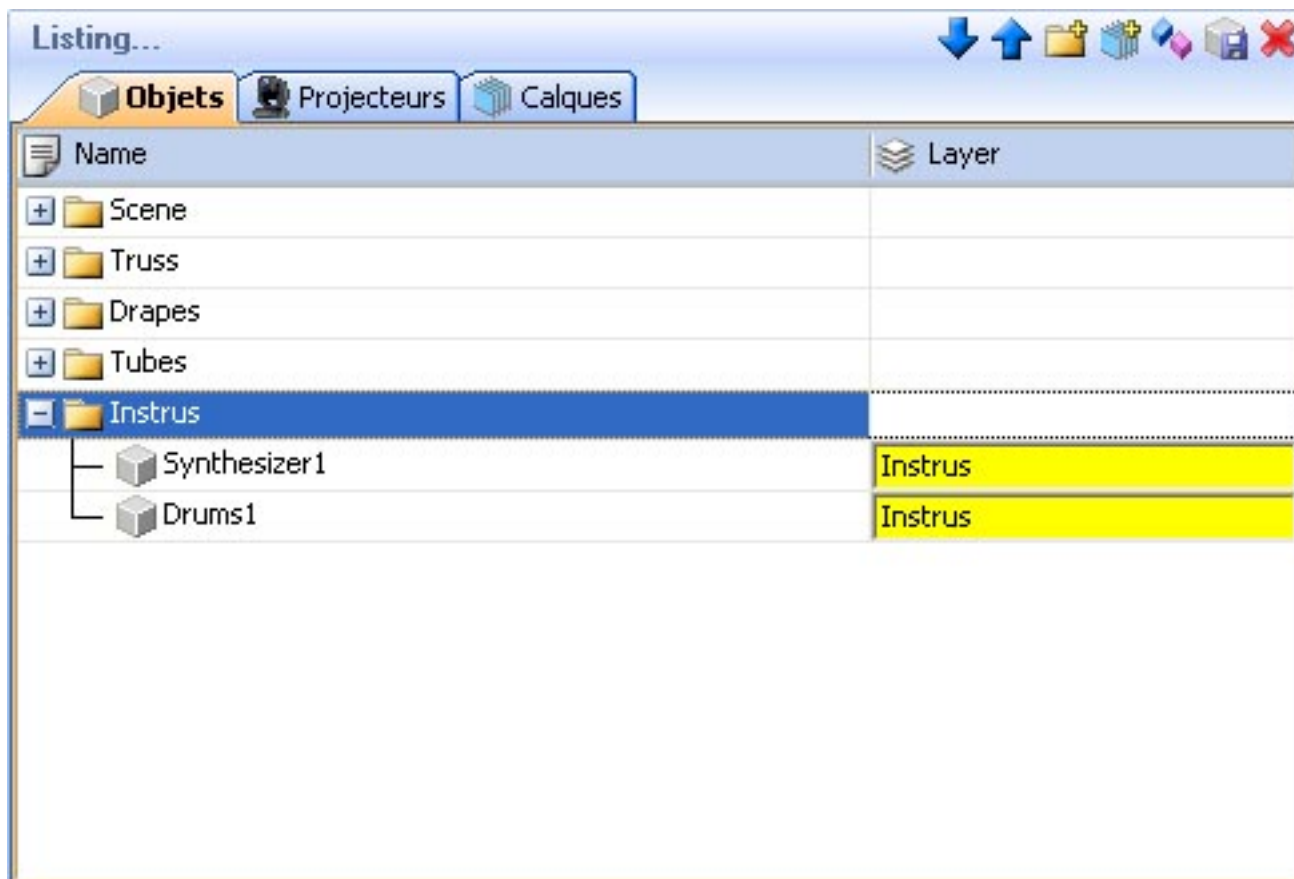 Listing...
Objets Projecteurs Calques
Name Layer
Scene
Truss
Drapes
Tubes
Instrus
Synthesizer1 Instrus
Drums1 Instrus